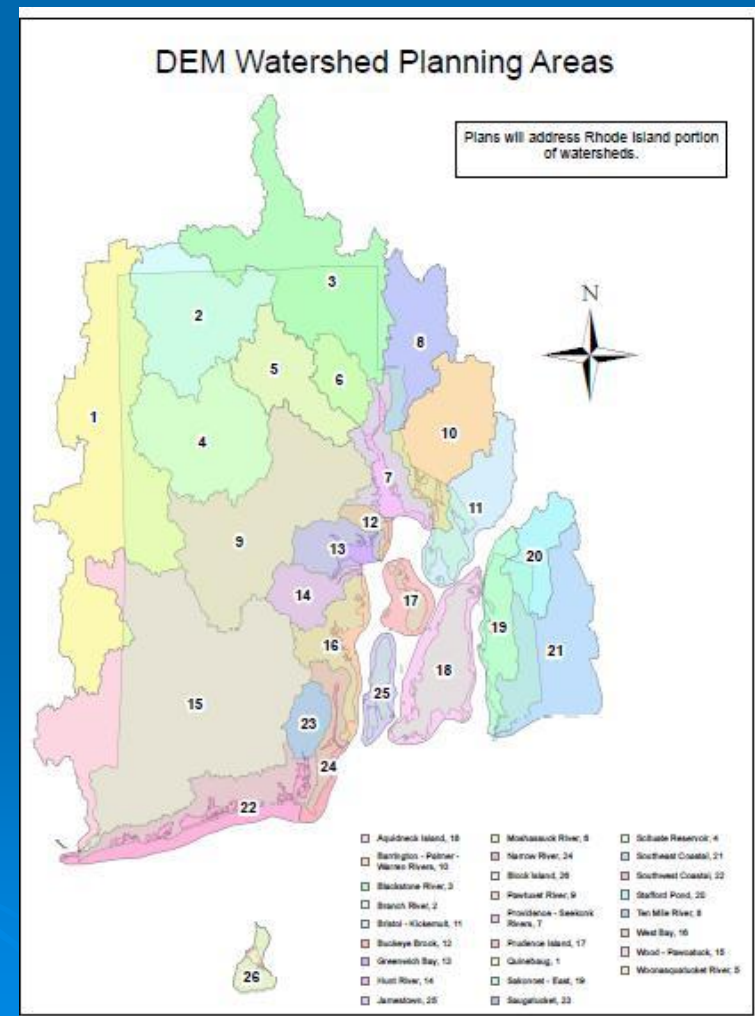 DEM Watershed Planning Areas
Plans will address Rhode Island portion
of watersheds.
N
1
2
3
4
5
6
7
8
9
10
11
12
13
14
15
16
17
18
19
20
21
22
23
24
25
26
Aquidneck Island, 18
Barrington - Palmer -
Warren Rivers, 10
Blackstone River, 3
Branch River, 2
Bristol - Kickemuit, 11
Buckeye Brook, 12
Greenwich Bay, 13
Hunt River, 14
Jamestown, 25
Moshassuck River, 6
Narrow River, 24
Block Island, 26
Pawtuxet River, 9
Providence - Seekonk
Rivers, 7
Prudence Island, 17
Quinebaug, 1
Sakonnet - East, 19
Saugatucket, 23
Scituate Reservoir, 4
Southeast Coastal, 21
Southwest Coastal, 22
Stafford Pond, 20
Ten Mile River, 8
West Bay, 16
Wood - Pawcatuck, 15
Woonasquatucket River, 5